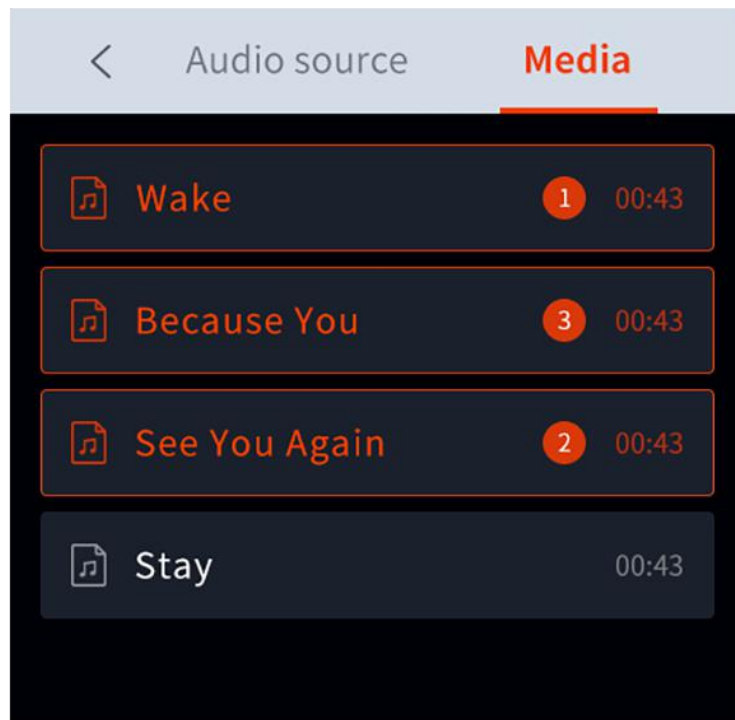 Audio source Media
Wake 1 00:43
Because You 3 00:43
See You Again 2 00:43
Stay 00:43